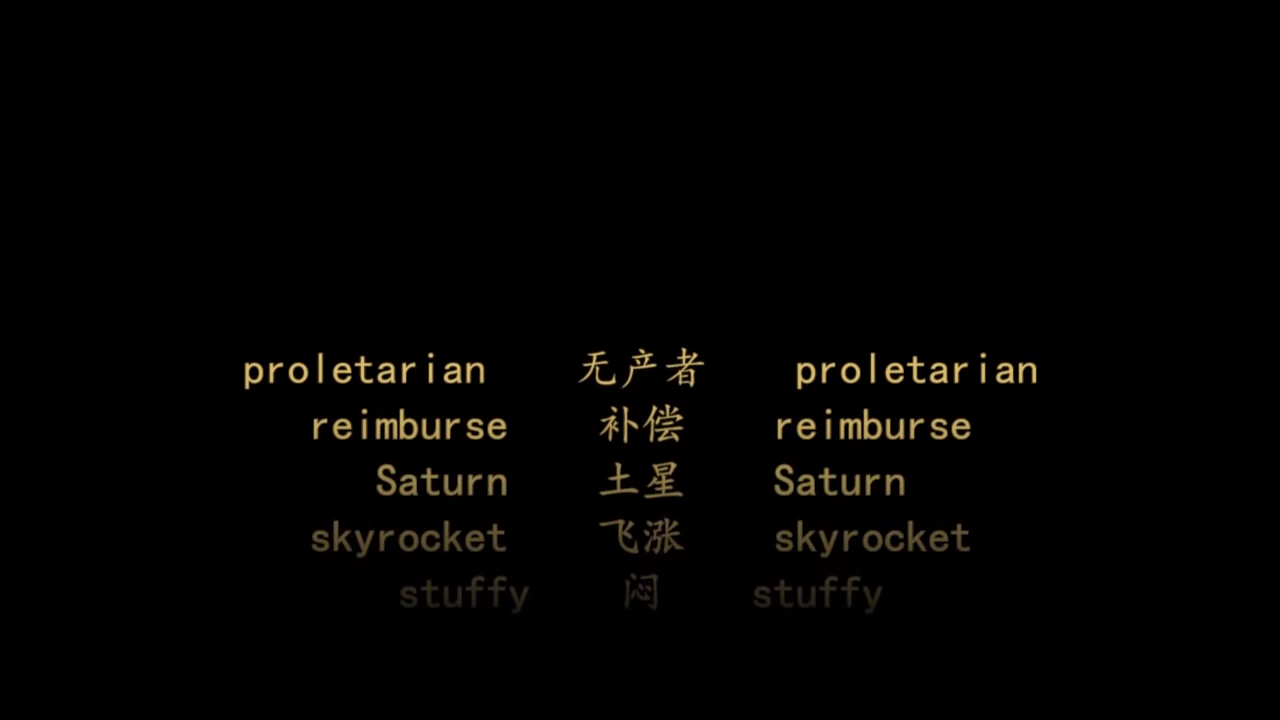 proletarian 无产者 proletarian
reimburse 补偿 reimburse
Saturn 土星 Saturn
skyrocket 飞涨 skyrocket
stuffy 闷 stuffy